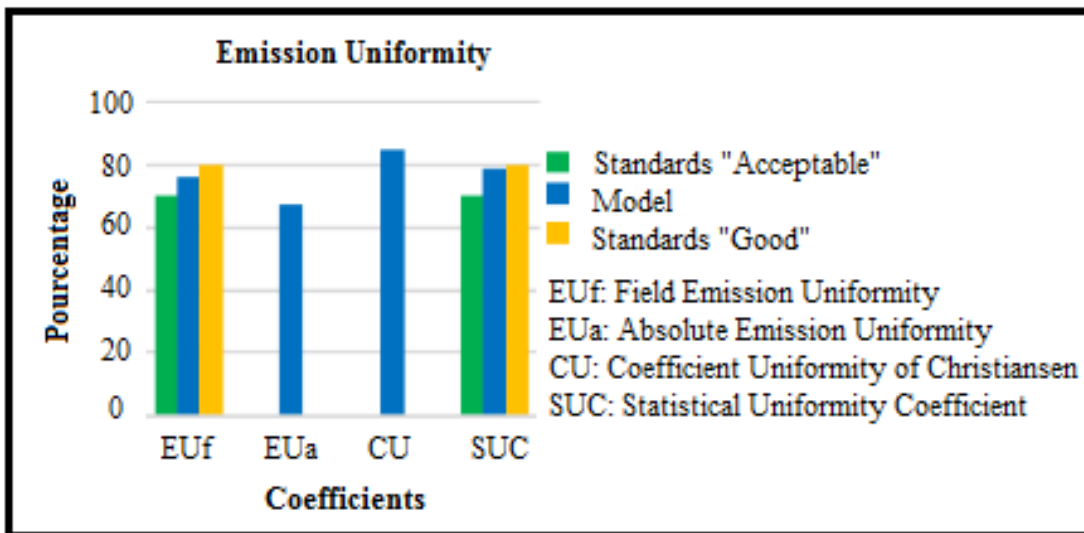 Emission Uniformity
100
80
60
40
20
0
Pourcentage
EUf EUa CU SUC
Coefficients
Standards "Acceptable"
Model
Standards "Good"
EUf: Field Emission Uniformity
EUa: Absolute Emission Uniformity
CU: Coefficient Uniformity of Christiansen
SUC: Statistical Uniformity Coefficient